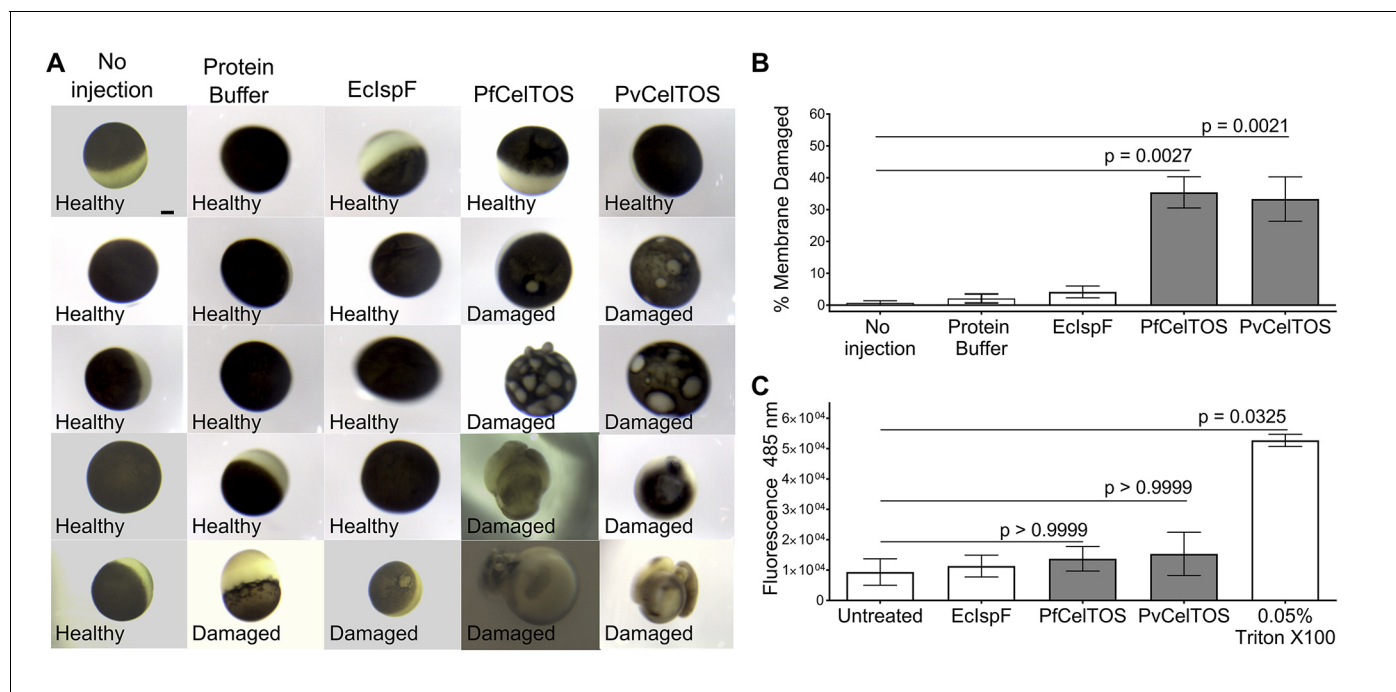 A
No
injection
Protein
Buffer
EcIspF
PfCelTOS
PvCelTOS
Healthy
Healthy
Healthy
Healthy
Healthy
Healthy
Healthy
Healthy
Damaged
Damaged
Healthy
Healthy
Healthy
Damaged
Damaged
Healthy
Healthy
Healthy
Damaged
Damaged
Healthy
Damaged
Damaged
Damaged
Damaged
B
% Membrane Damaged
60
50
40
30
20
10
0
p = 0.0021
p = 0.0027
No
injection
Protein
Buffer
EcIspF
PfCelTOS
PvCelTOS
C
Fluorescence 485 nm
6×10⁰⁴
5×10⁰⁴
4×10⁰⁴
3×10⁰⁴
2×10⁰⁴
1×10⁰⁴
0
p = 0.0325
p > 0.9999
p > 0.9999
Untreated
EcIspF
PfCelTOS
PvCelTOS
0.05%
Triton X100